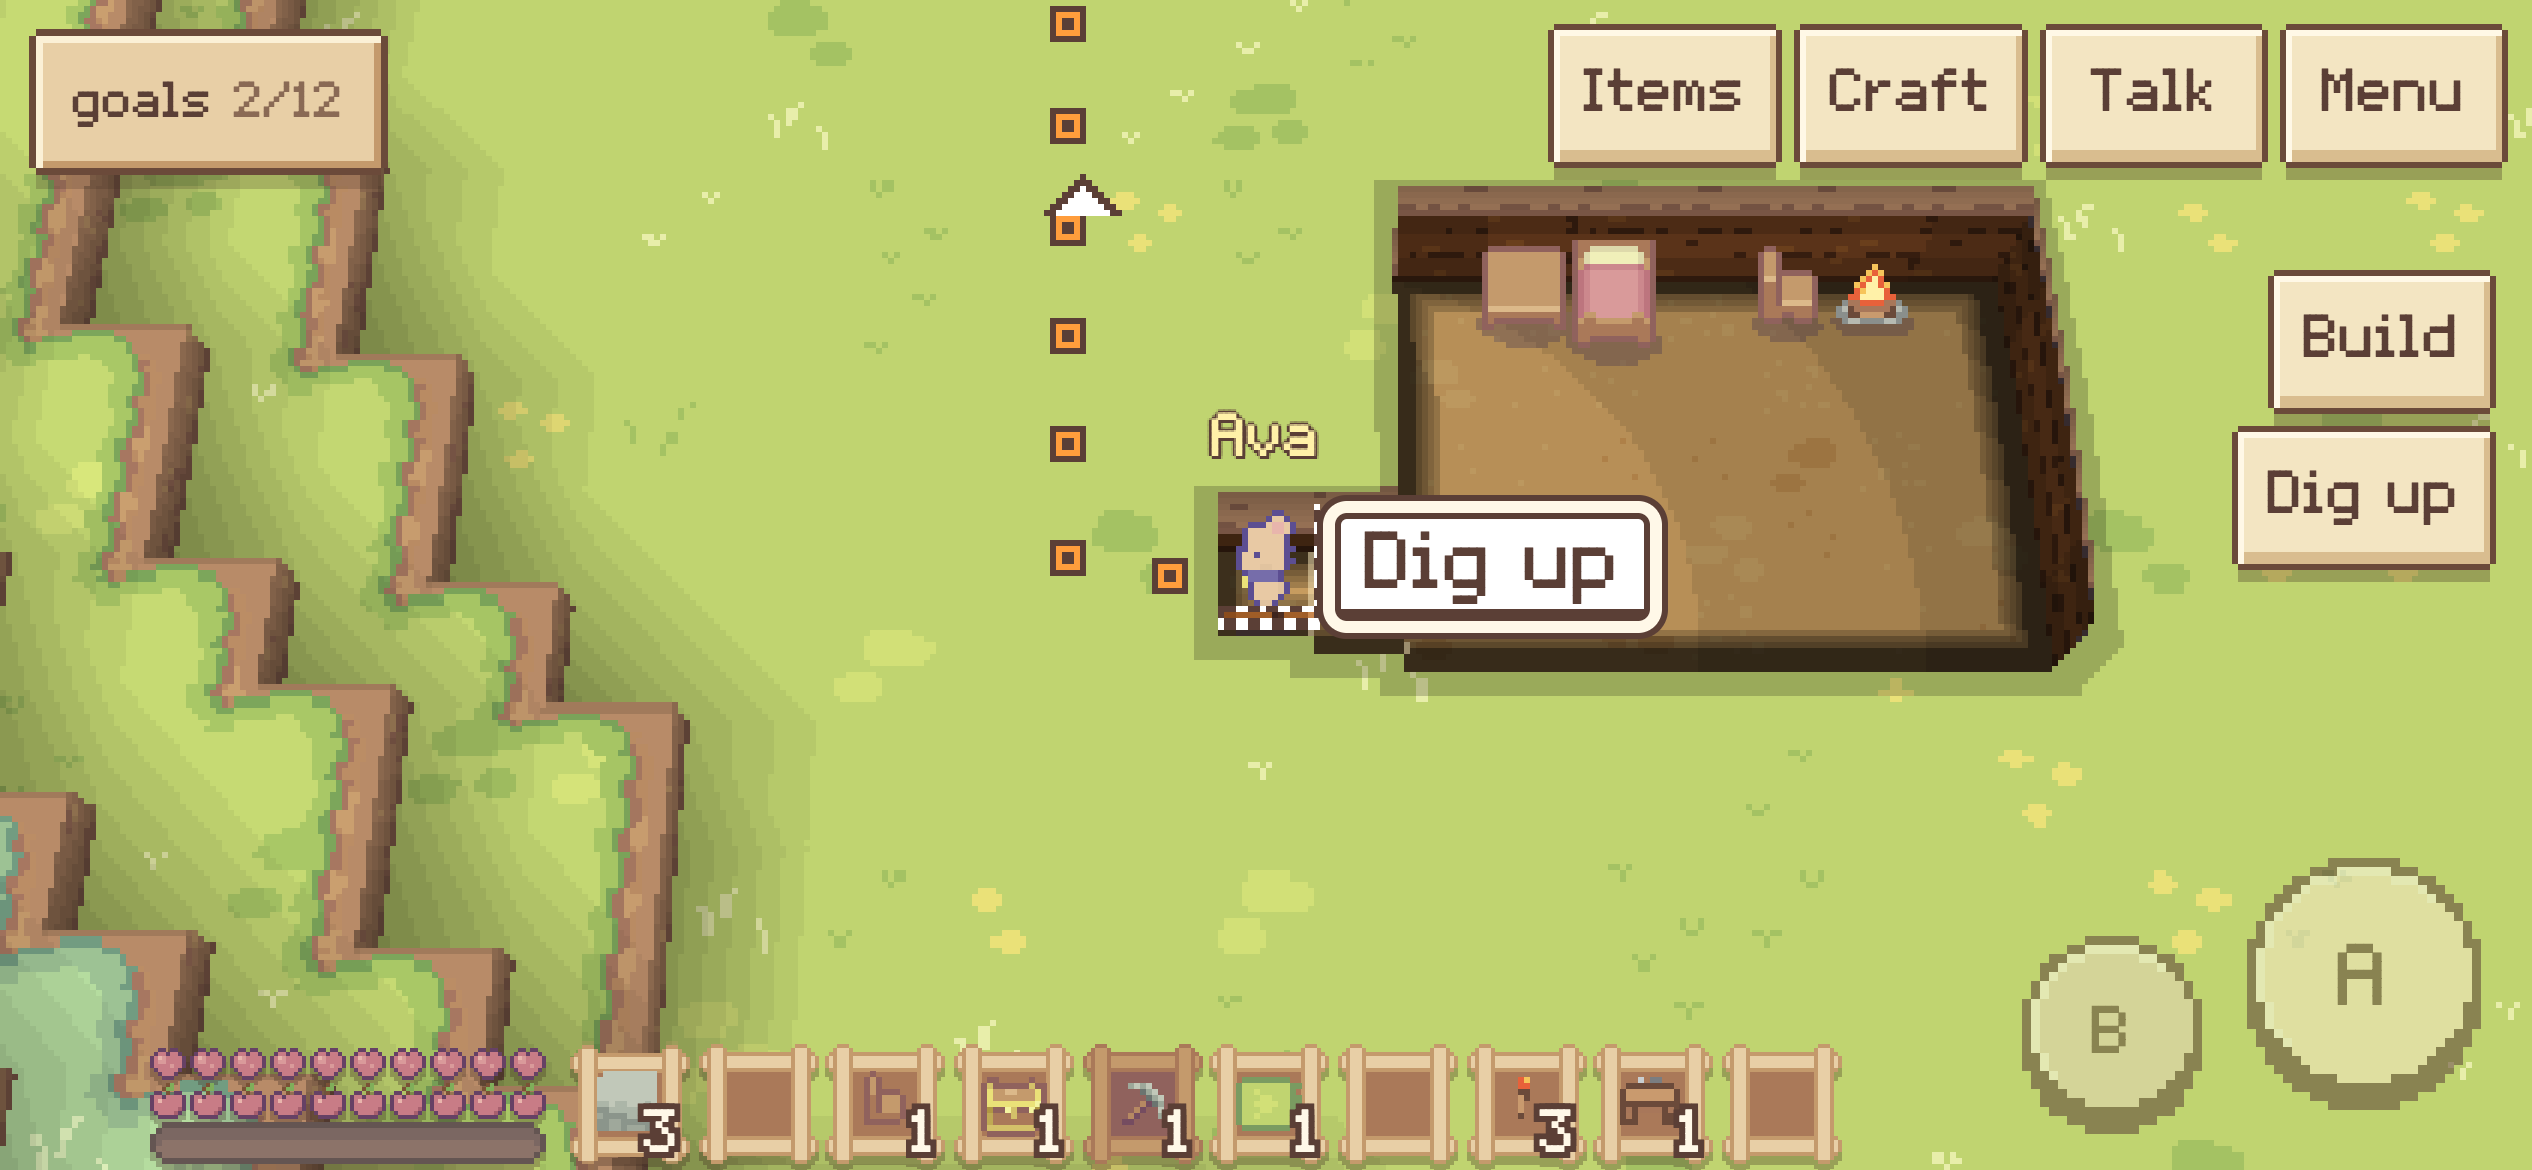 goals 2/12
Items
Craft
Talk
Menu
Build
Ava
Dig up
Dig up
A
B
3
1
1
1
1
3
1